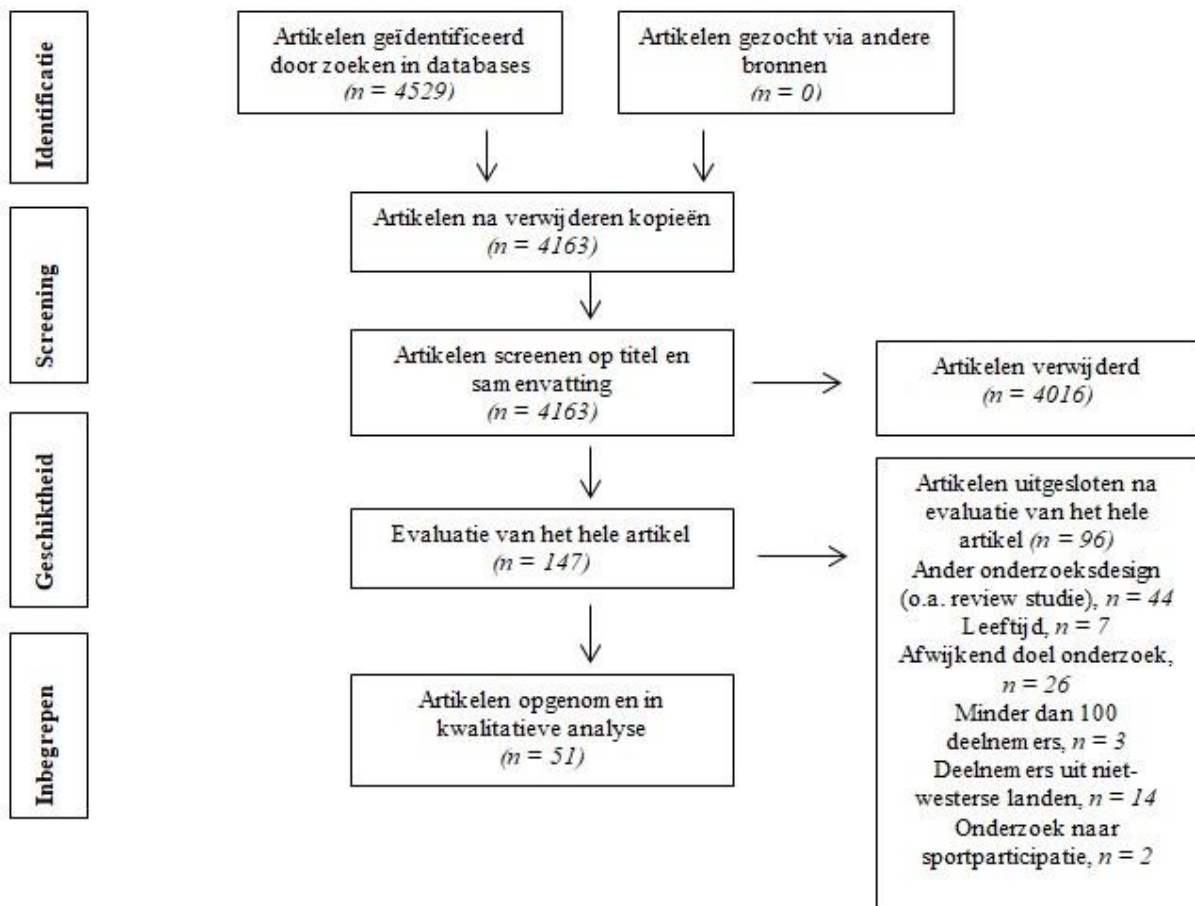 Identificatie
Artikelen geïdentificeerd
door zoeken in databases
(n = 4529)
Artikelen gezocht via andere
bronnen
(n = 0)
Screening
Artikelen na verwijderen kopieën
(n = 4163)
Artikelen screenen op titel en
samenvatting
(n = 4163)
Artikelen verwijderd
(n = 4016)
Geschiktheid
Evaluatie van het hele artikel
(n = 147)
Artikelen uitgesloten na
evaluatie van het hele
artikel (n = 96)
Ander onderzoeksdesign
(o.a. review studie), n = 44
Leeftijd, n = 7
Afwijkend doel onderzoek,
n = 26
Minder dan 100
deelnemers, n = 3
Deelnemers uit niet-
westerse landen, n = 14
Onderzoek naar
sportparticipatie, n = 2
Inbegrepen
Artikelen opgenomen in
kwalitatieve analyse
(n = 51)